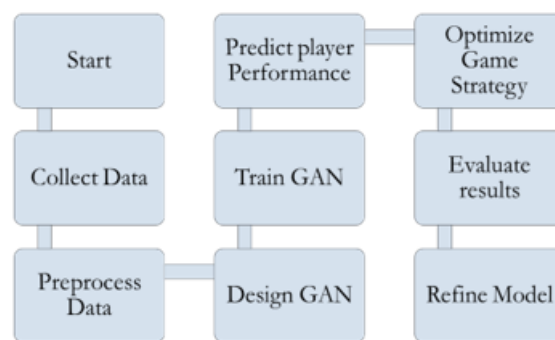 Start
Collect Data
Preprocess
Data
Design GAN
Train GAN
Predict player
Performance
Optimize
Game
Strategy
Evaluate
results
Refine Model